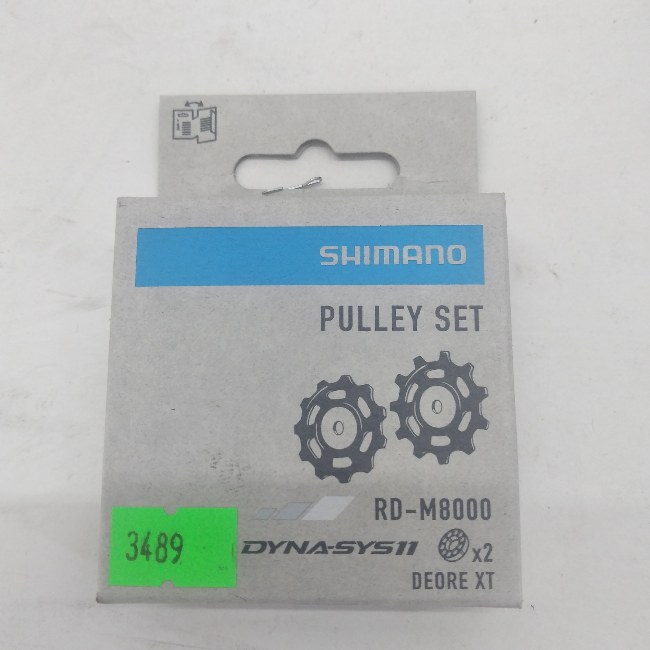 SHIMANO
PULLEY SET
RD-M8000
3489
DYNA-SYS11
x2
DEORE XT